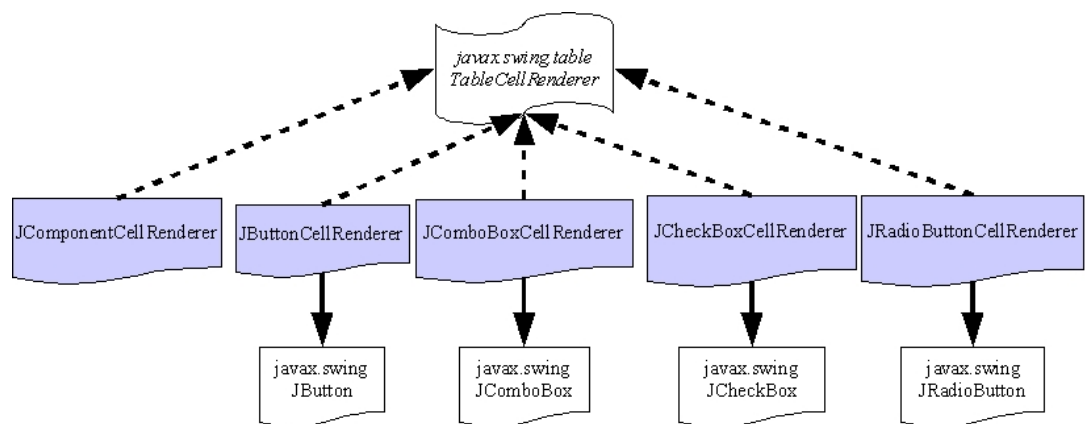 javax.swing.table
TableCellRenderer
JComponentCellRenderer
JButtonCellRenderer
JComboBoxCellRenderer
JCheckBoxCellRenderer
JRadioButtonCellRenderer
javax.swing
JButton
javax.swing
JComboBox
javax.swing
JCheckBox
javax.swing
JRadioButton